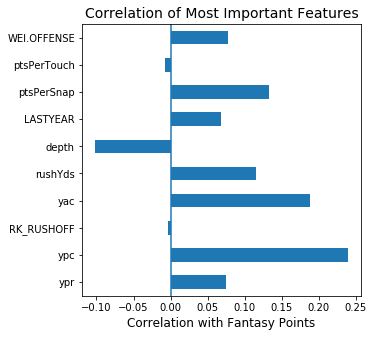 Correlation of Most Important Features
WEI.OFFENSE
ptsPerTouch
ptsPerSnap
LASTYEAR
depth
rushYds
yac
RK_RUSHOFF
ypc
ypr
−0.10 −0.05 0.00 0.05 0.10 0.15 0.20 0.25
Correlation with Fantasy Points